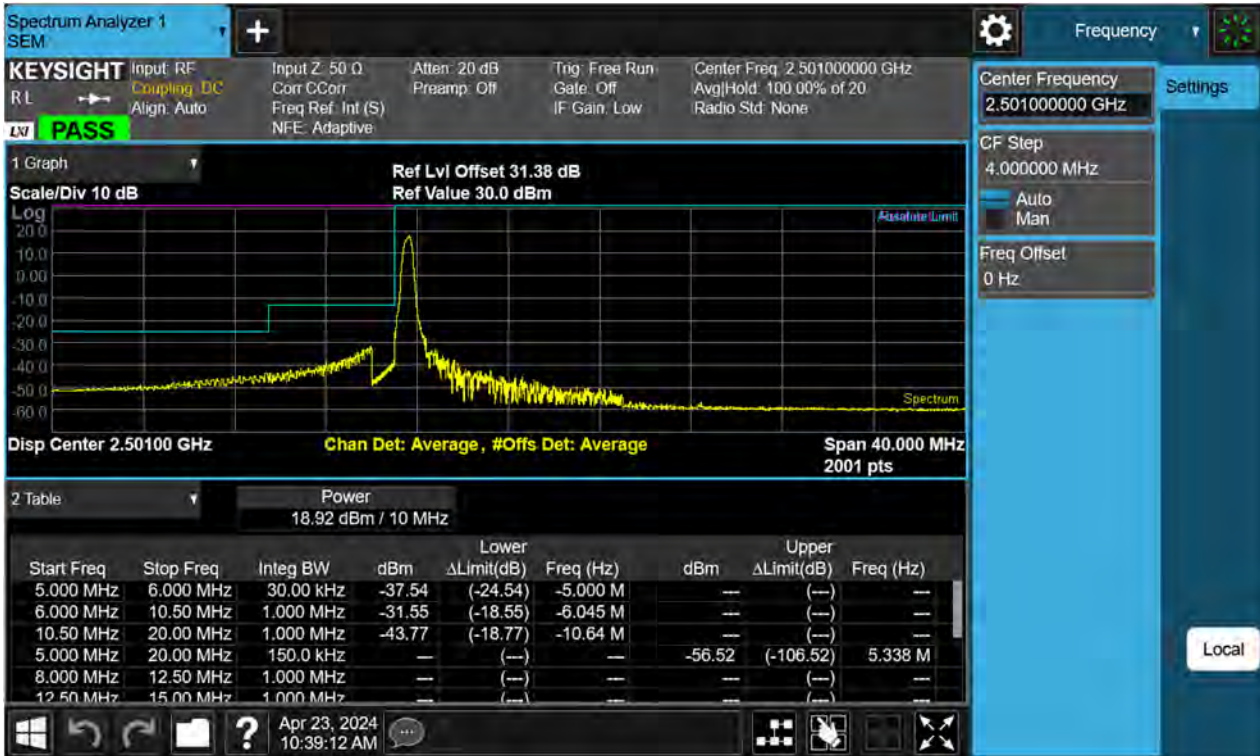 Spectrum Analyzer 1
SEM
+
Frequency
KEYSIGHT
R L
LXI
PASS
Input: RF
Coupling: DC
Align: Auto
Input Z: 50 Ω
Corr CCorr
Freq Ref: Int (S)
NFE: Adaptive
Atten: 20 dB
Preamp: Off
Trig: Free Run
Gate: Off
IF Gain: Low
Center Freq: 2.501000000 GHz
Avg|Hold: 100.00% of 20
Radio Std: None
Center Frequency
2.501000000 GHz
Settings
CF Step
4.000000 MHz
Auto
Man
Freq Offset
0 Hz
Local
1 Graph
Scale/Div 10 dB
Ref Lvl Offset 31.38 dB
Ref Value 30.0 dBm
Log
20.0
10.0
0.00
-10.0
-20.0
-30.0
-40.0
-50.0
-60.0
Absolute Limit
Spectrum
Disp Center 2.50100 GHz
Chan Det: Average, #Offs Det: Average
Span 40.000 MHz
2001 pts
2 Table
Power
18.92 dBm / 10 MHz
Lower Upper
Start Freq Stop Freq Integ BW dBm ΔLimit(dB) Freq (Hz) dBm ΔLimit(dB) Freq (Hz)
5.000 MHz 6.000 MHz 30.00 kHz -37.54 (-24.54) -5.000 M --- (---) ---
6.000 MHz 10.50 MHz 1.000 MHz -31.55 (-18.55) -6.045 M --- (---) ---
10.50 MHz 20.00 MHz 1.000 MHz -43.77 (-18.77) -10.64 M --- (---) ---
5.000 MHz 20.00 MHz 150.0 kHz --- (---) --- -56.52 (-106.52) 5.338 M
8.000 MHz 12.50 MHz 1.000 MHz --- (---) --- --- (---) ---
12.50 MHz 15.00 MHz 1.000 MHz --- (---) --- --- (---) ---
?
Apr 23, 2024
10:39:12 AM